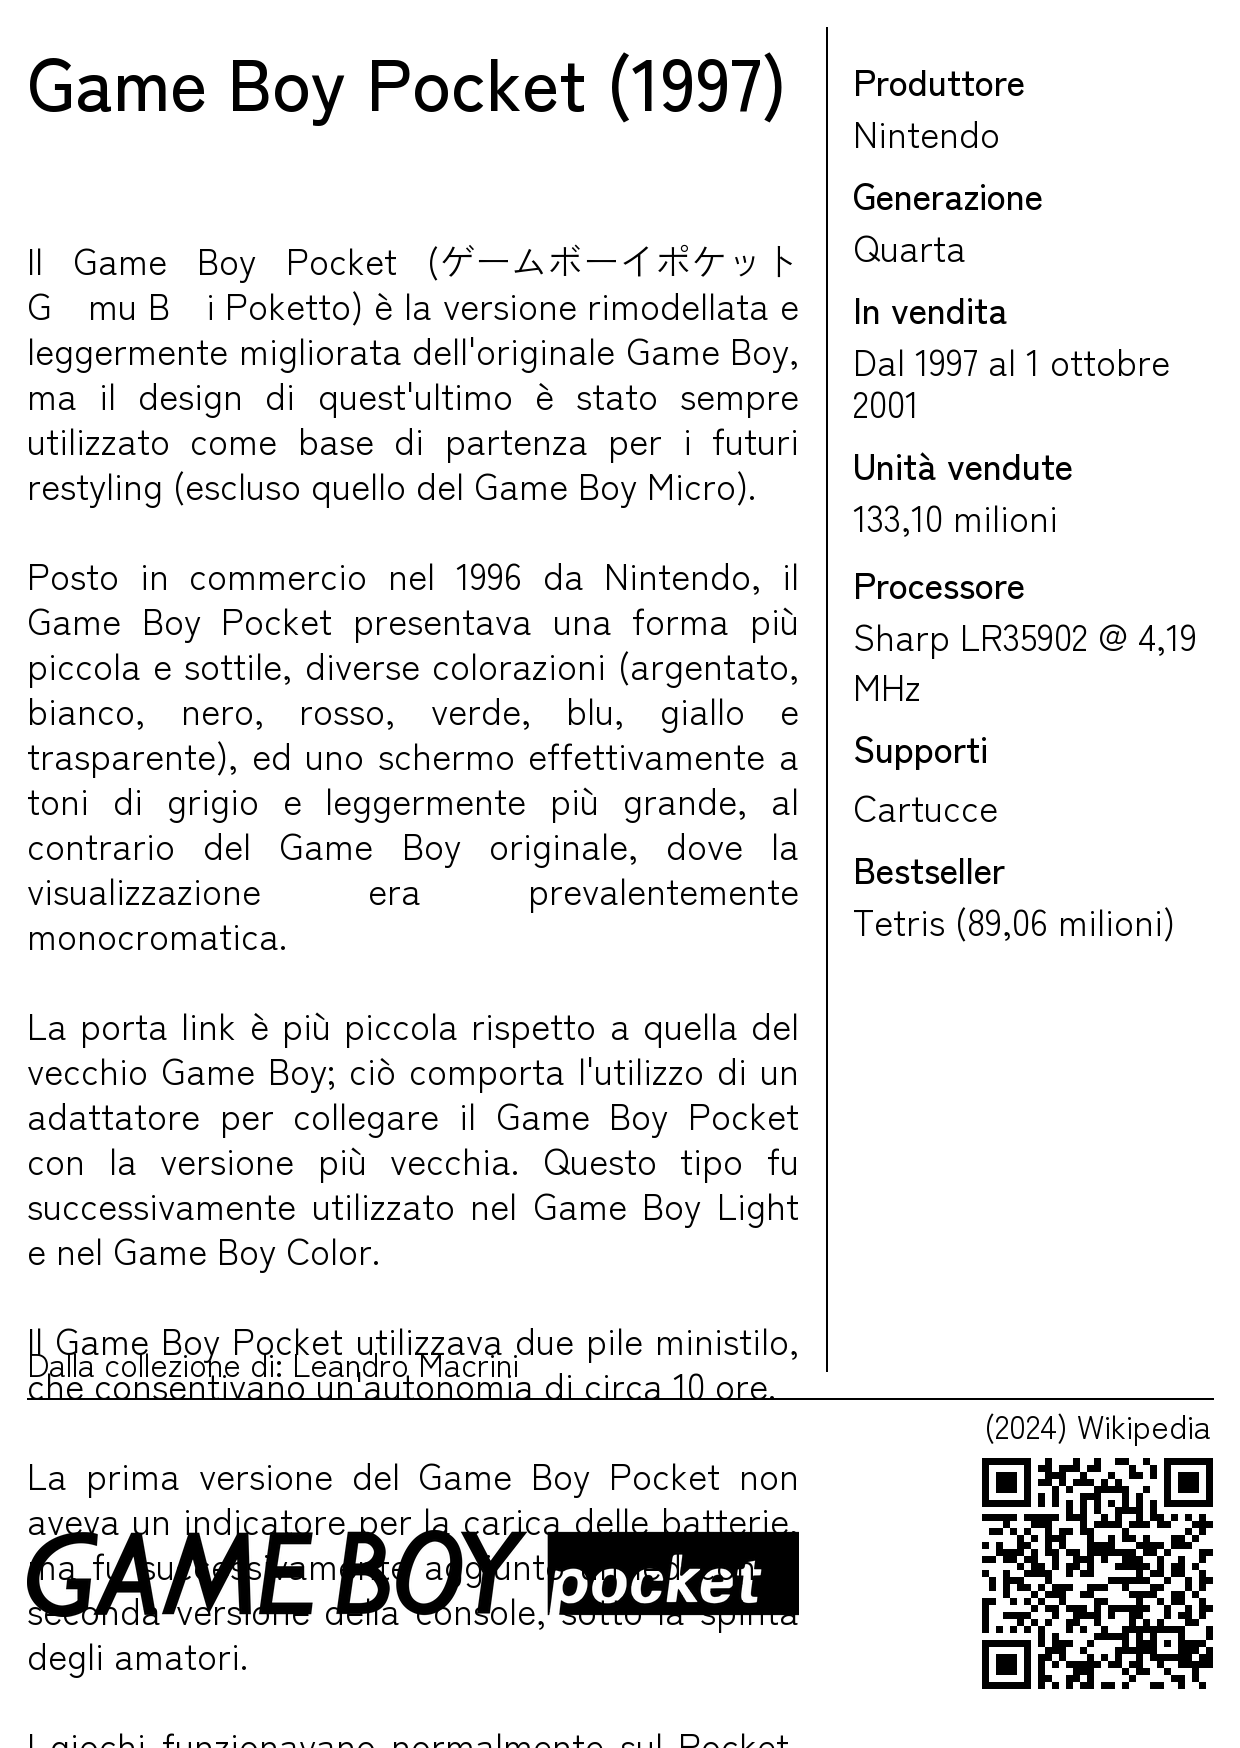 Game Boy Pocket (1997)
Il Game Boy Pocket (ゲームボーイポケット
G mu B i Poketto) è la versione rimodellata e
leggermente migliorata dell'originale Game Boy,
ma il design di quest'ultimo è stato sempre
utilizzato come base di partenza per i futuri
restyling (escluso quello del Game Boy Micro).
Posto in commercio nel 1996 da Nintendo, il
Game Boy Pocket presentava una forma più
piccola e sottile, diverse colorazioni (argentato,
bianco, nero, rosso, verde, blu, giallo e
trasparente), ed uno schermo effettivamente a
toni di grigio e leggermente più grande, al
contrario del Game Boy originale, dove la
visualizzazione era prevalentemente
monocromatica.
La porta link è più piccola rispetto a quella del
vecchio Game Boy; ciò comporta l'utilizzo di un
adattatore per collegare il Game Boy Pocket
con la versione più vecchia. Questo tipo fu
successivamente utilizzato nel Game Boy Light
e nel Game Boy Color.
Il Game Boy Pocket utilizzava due pile ministilo,
Dalla collezione di: Leandro Macrini
che consentivano un'autonomia di circa 10 ore.
La prima versione del Game Boy Pocket non
aveva un indicatore per la carica delle batterie,
ma fu successivamente aggiunto un led con
seconda versione della console, sotto la spinta
degli amatori.
I giochi funzionavano normalmente sul Pocket,
GAME BOY pocket
Produttore
Nintendo
Generazione
Quarta
In vendita
Dal 1997 al 1 ottobre
2001
Unità vendute
133,10 milioni
Processore
Sharp LR35902 @ 4,19
MHz
Supporti
Cartucce
Bestseller
Tetris (89,06 milioni)
(2024) Wikipedia